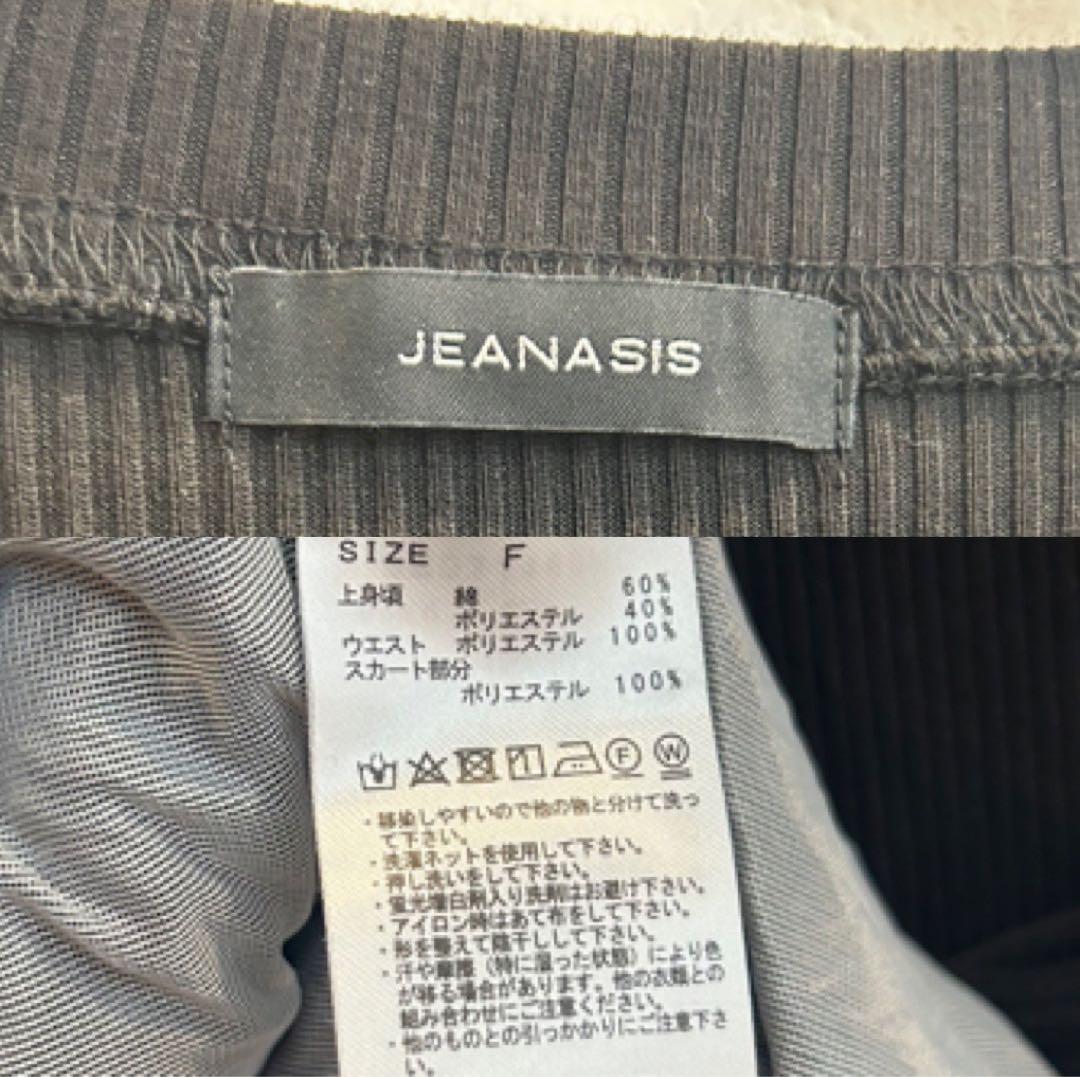 JEANASIS
SIZE F
上身頃 綿 60%
ポリエステル 40%
ウエスト ポリエステル 100%
スカート部分
ポリエステル 100%
F W
・移染しやすいので他の物と分けて洗っ
て下さい。
・洗濯ネットを使用して下さい。
・押し洗いをして下さい。
・蛍光増白剤入り洗剤はお避け下さい。
・アイロン時はあて布をして下さい。
・形を整えて陰干しして下さい。
・汗や摩擦（特に湿った状態）により色
が移る場合があります。他の衣類との
組み合わせにご注意ください。
・他のものとの引っかかりにご注意下さ
い。